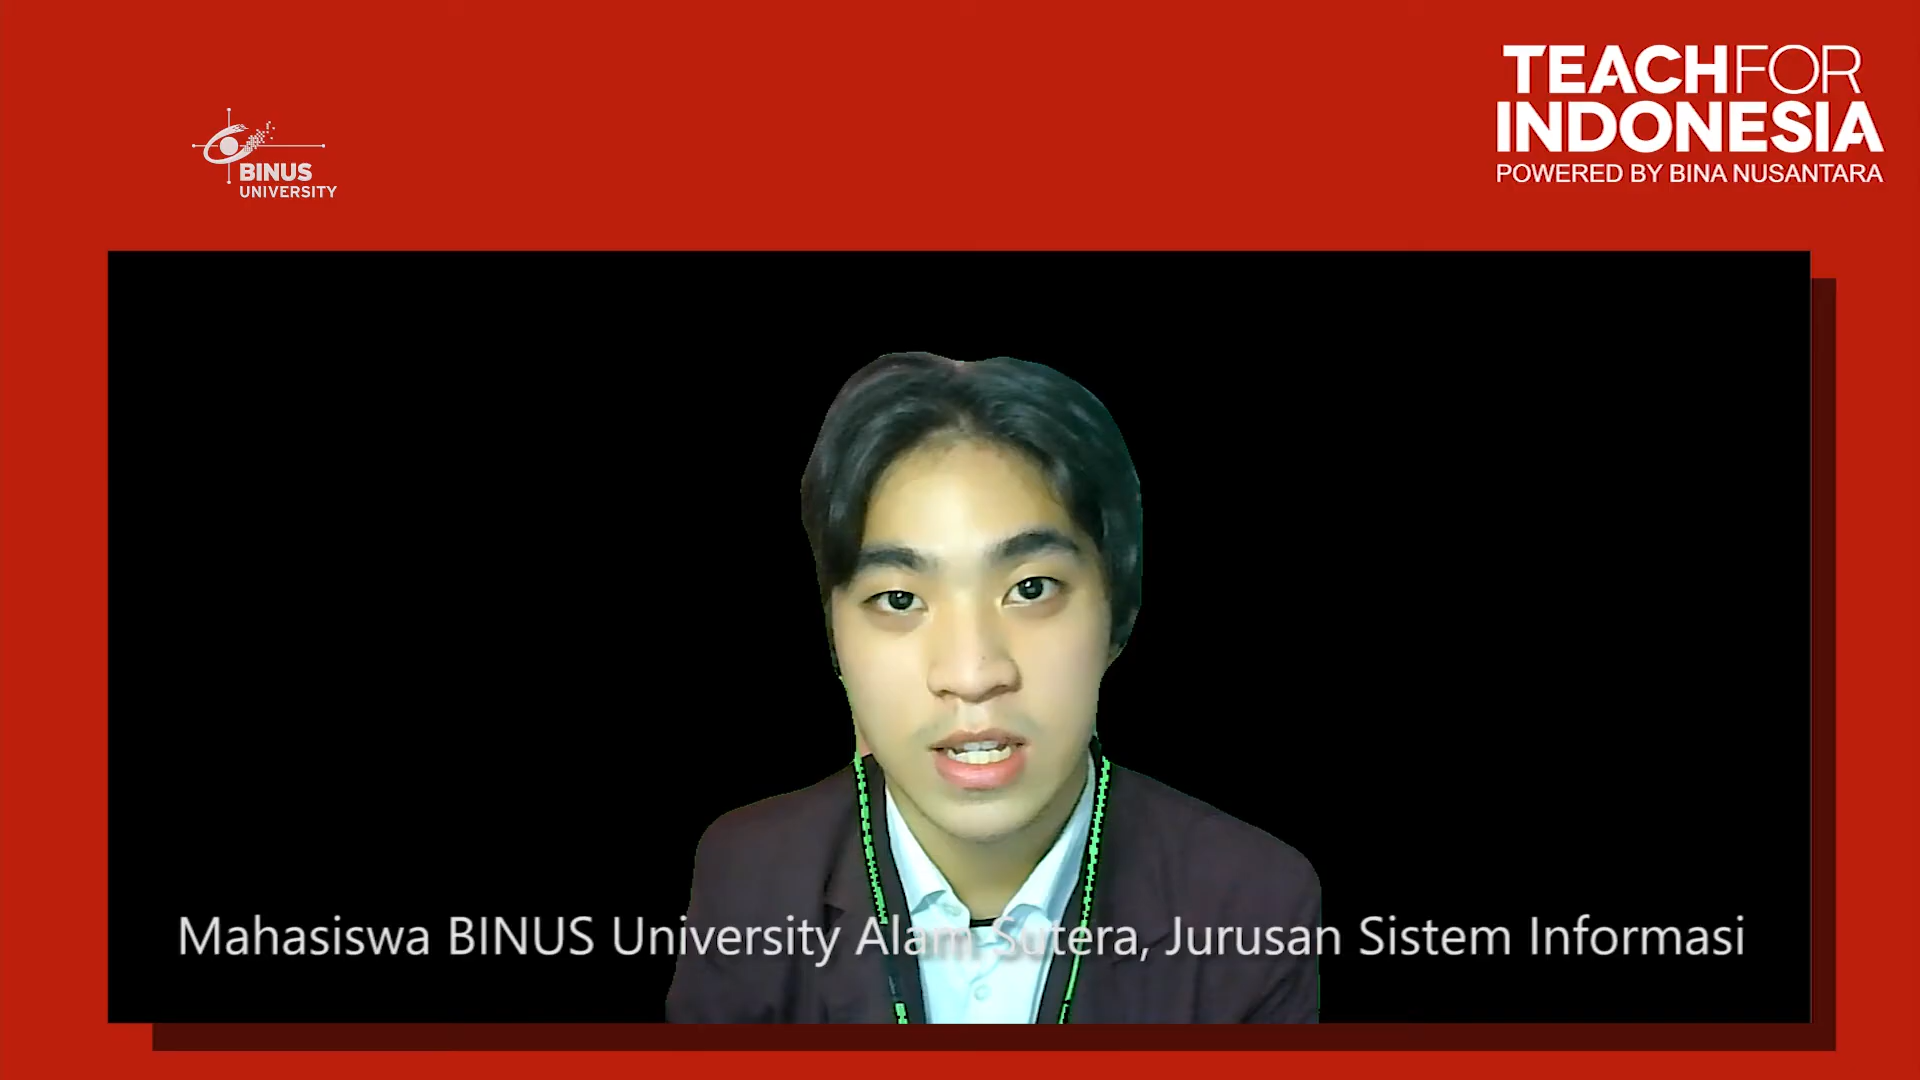 BINUS
UNIVERSITY
TEACHFOR
INDONESIA
POWERED BY BINA NUSANTARA
Mahasiswa BINUS University Alam Sutera, Jurusan Sistem Informasi